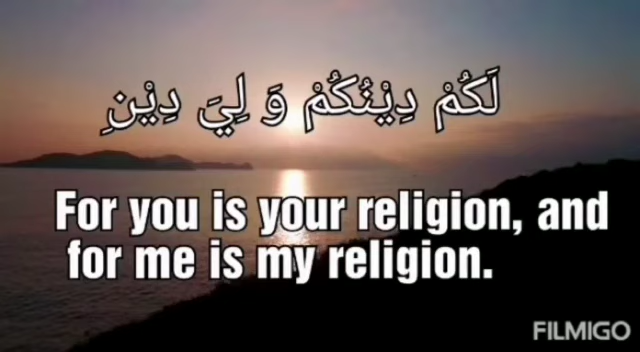 لَكُمْ دِيْنُكُمْ وَ لِيَ دِيْنِ
For you is your religion, and
for me is my religion.
FILMIGO